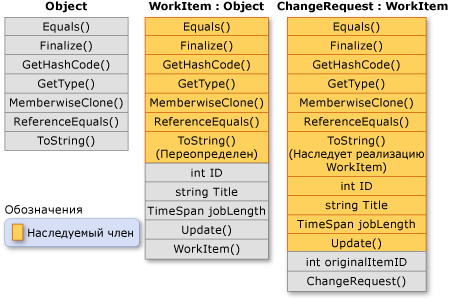 Object
Equals()
Finalize()
GetHashCode()
GetType()
MemberwiseClone()
ReferenceEquals()
ToString()
Обозначения
Наследуемый член
WorkItem : Object
Equals()
Finalize()
GetHashCode()
GetType()
MemberwiseClone()
ReferenceEquals()
ToString()
(Переопределен)
int ID
string Title
TimeSpan jobLength
Update()
WorkItem()
ChangeRequest : WorkItem
Equals()
Finalize()
GetHashCode()
GetType()
MemberwiseClone()
ReferenceEquals()
ToString()
(Наследует реализацию
WorkItem)
int ID
string Title
TimeSpan jobLength
Update()
int originalItemID
ChangeRequest()